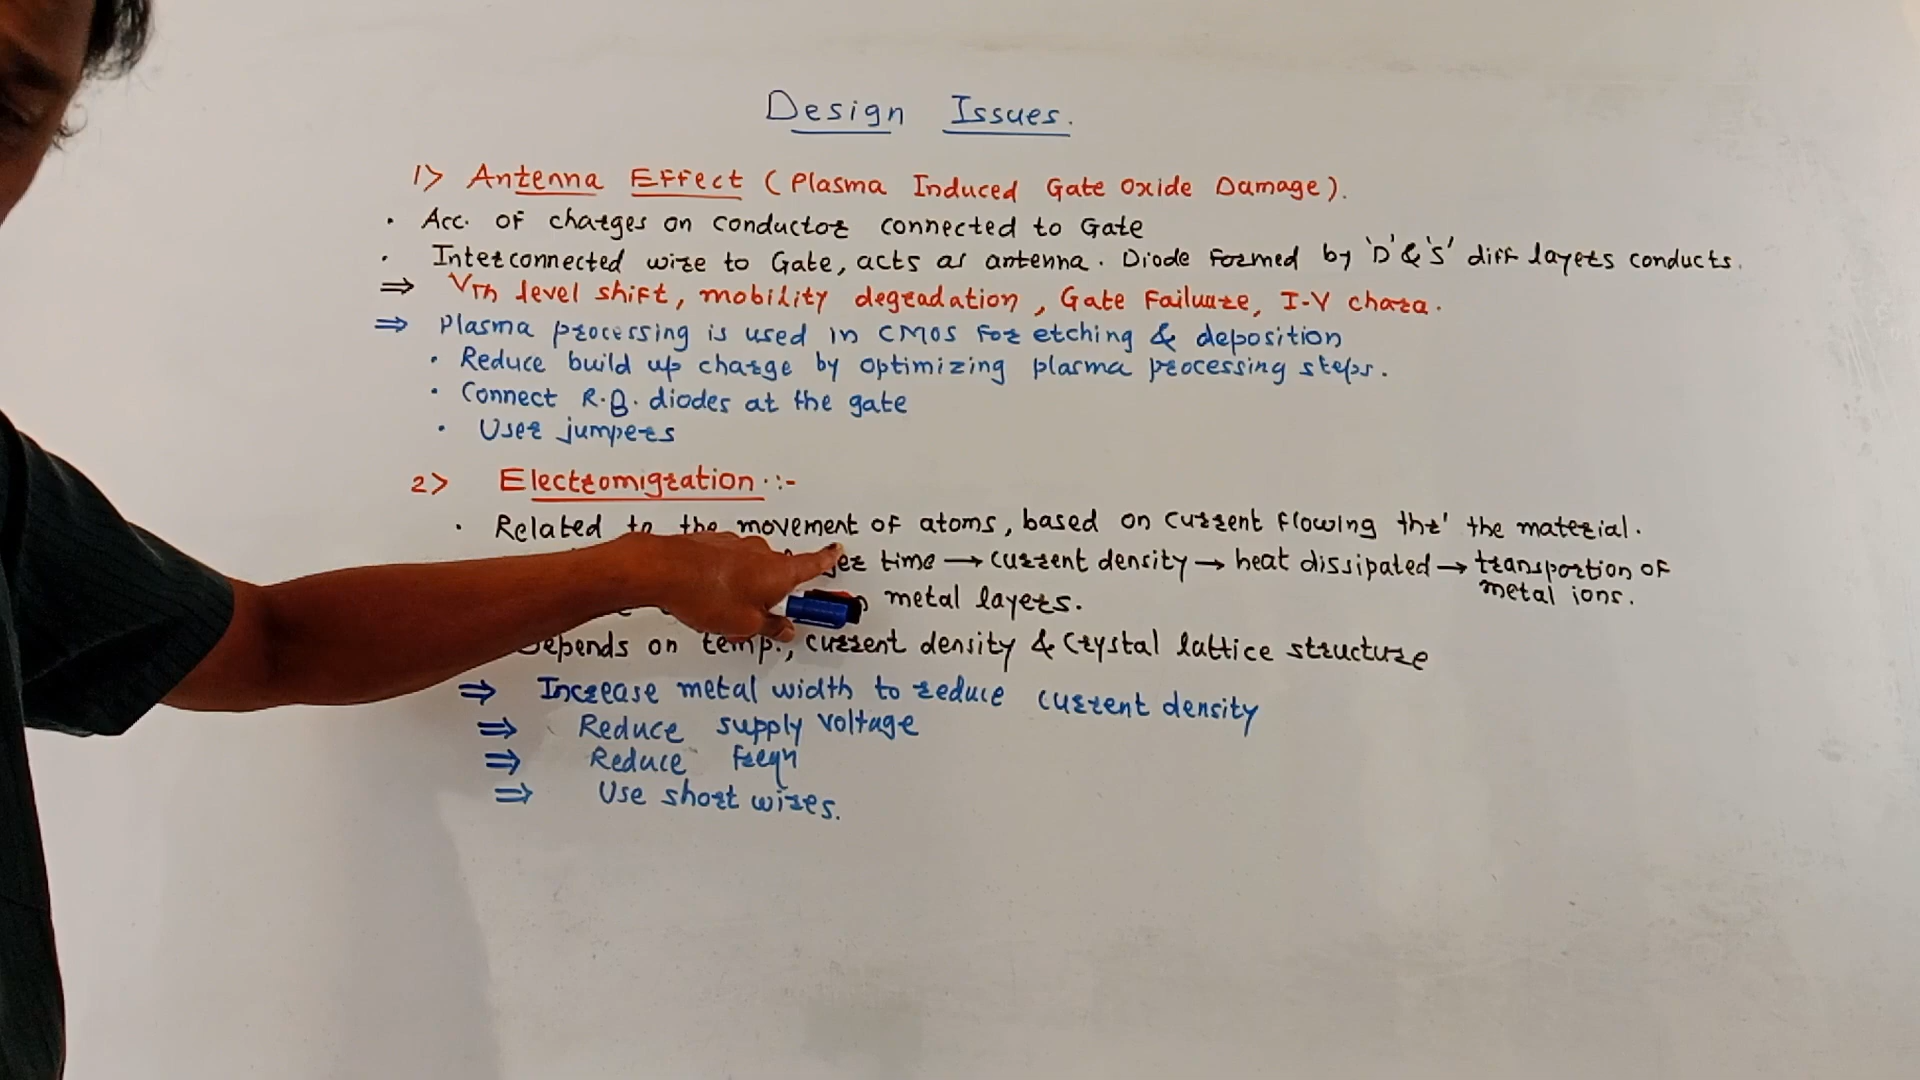 Design Issues.
1> Antenna Effect (Plasma Induced Gate Oxide Damage).
· Acc. of charges on conductor connected to Gate
· Interconnected wire to Gate, acts as antenna. Diode formed by 'D' & 's' diff layers conducts.
⇒ VTh level shift, mobility degradation, Gate Failure, I-V chara.
⇒ Plasma processing is used in CMOS for etching & deposition
· Reduce build up charge by optimizing plasma processing steps.
· Connect R.B. diodes at the gate
· User jumpers
2> Electromigration :-
· Related to the movement of atoms, based on current flowing thr' the material.
time → current density → heat dissipated → transportion of
metal ions.
metal layers.
Depends on temp., current density & Crystal lattice structure
⇒ Increase metal width to reduce current density
⇒ Reduce supply voltage
⇒ Reduce freqn
⇒ Use short wires.